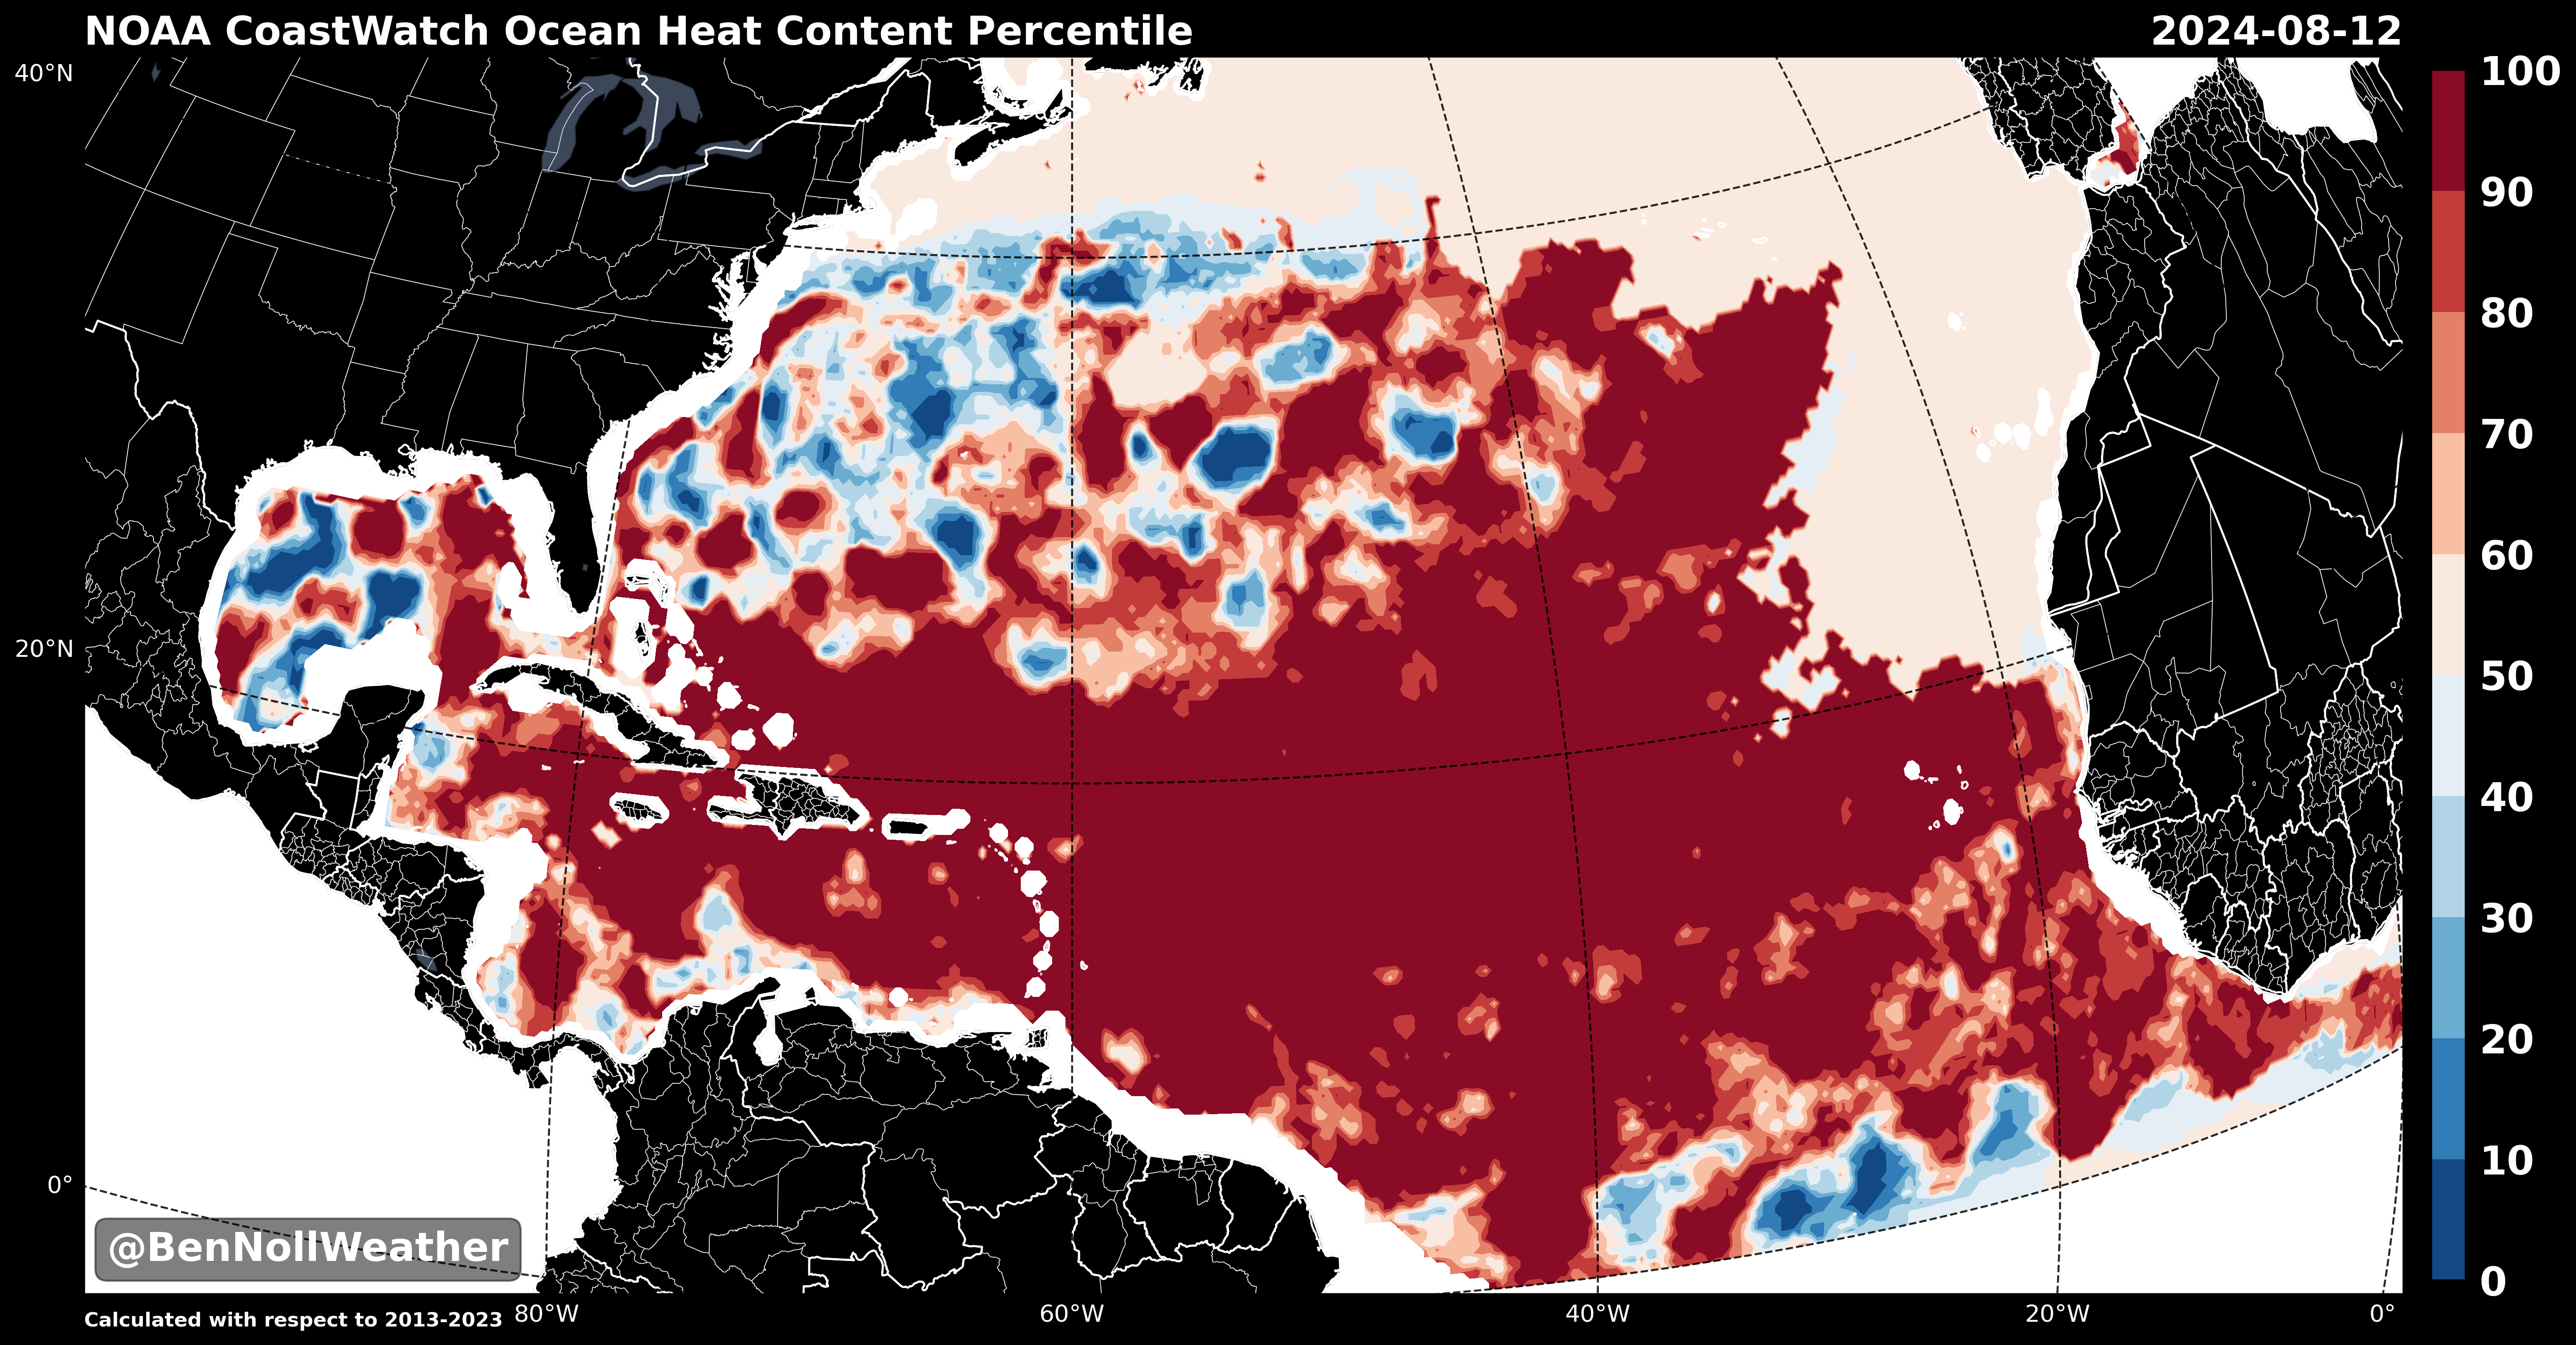 NOAA CoastWatch Ocean Heat Content Percentile 2024-08-12
40°N
20°N
0°
100
90
80
70
60
50
40
30
20
10
0
@BenNollWeather
Calculated with respect to 2013-2023 80°W 60°W 40°W 20°W 0°